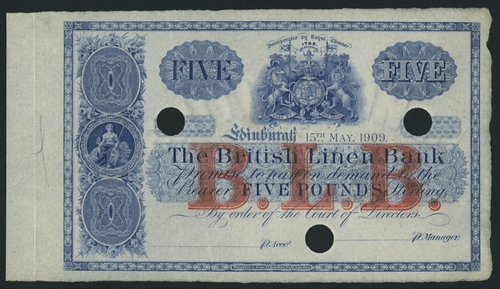 Incorporated by Royal Charter
1746.
FIVE
FIVE
Edinburgh 15TH MAY, 1909.
The British Linen Bank
Promise to pay on demand to the
Bearer FIVE POUNDS Sterling
B.L.B.
By order of the Court of Directors.
p. Acct.
p. Manager.